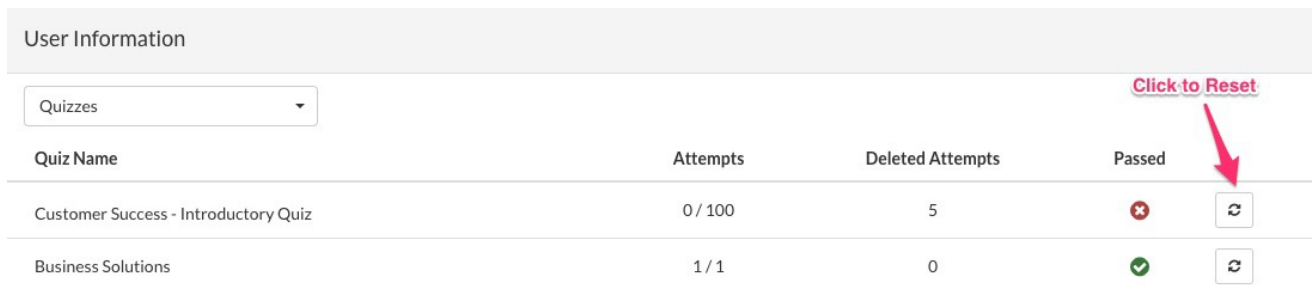 User Information
Click to Reset
Quizzes
Quiz Name Attempts Deleted Attempts Passed
Customer Success - Introductory Quiz 0 / 100 5
Business Solutions 1 / 1 0